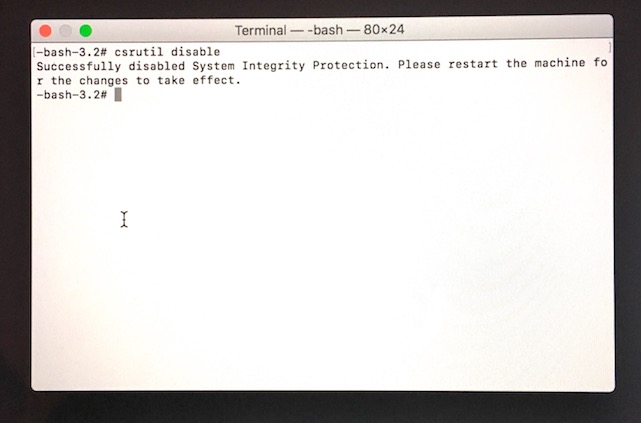 Terminal — -bash — 80×24
[-bash-3.2# csrutil disable ]
Successfully disabled System Integrity Protection. Please restart the machine fo
r the changes to take effect.
-bash-3.2#